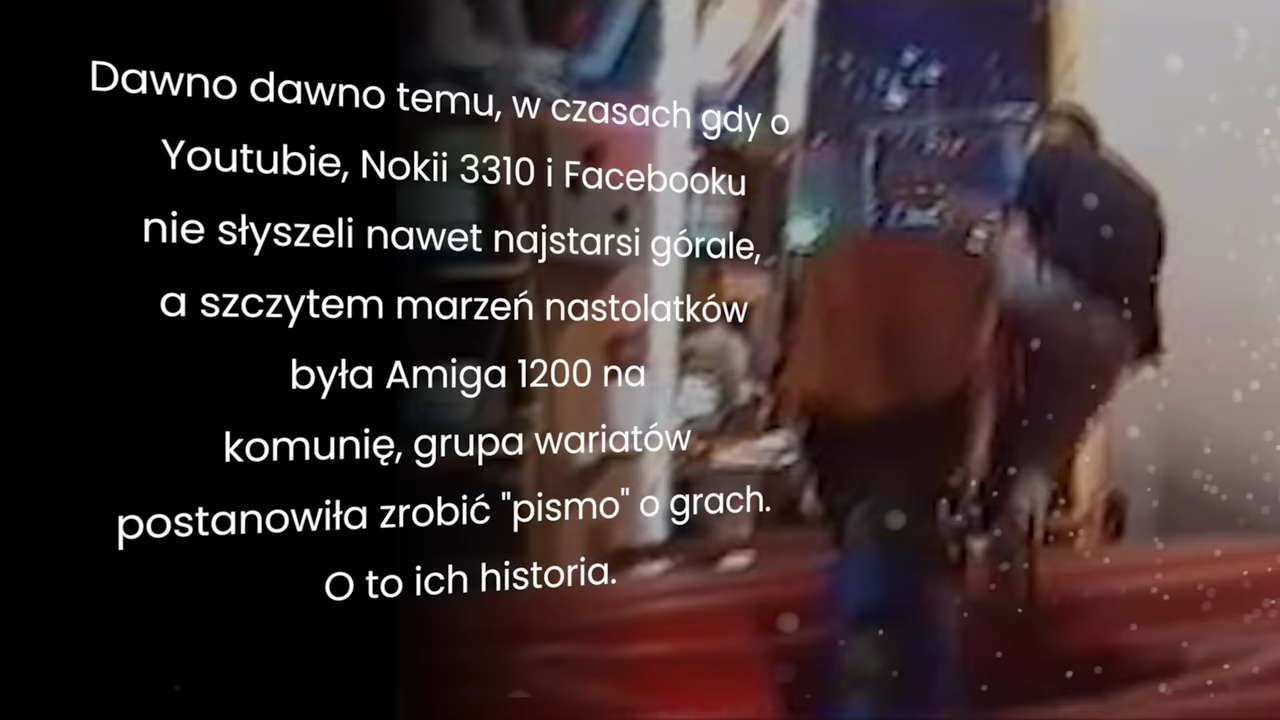 Dawno dawno temu, w czasach gdy o
Youtubie, Nokii 3310 i Facebooku
nie słyszeli nawet najstarsi górale,
a szczytem marzeń nastolatków
była Amiga 1200 na
komunię, grupa wariatów
postanowiła zrobić "pismo" o grach.
O to ich historia.